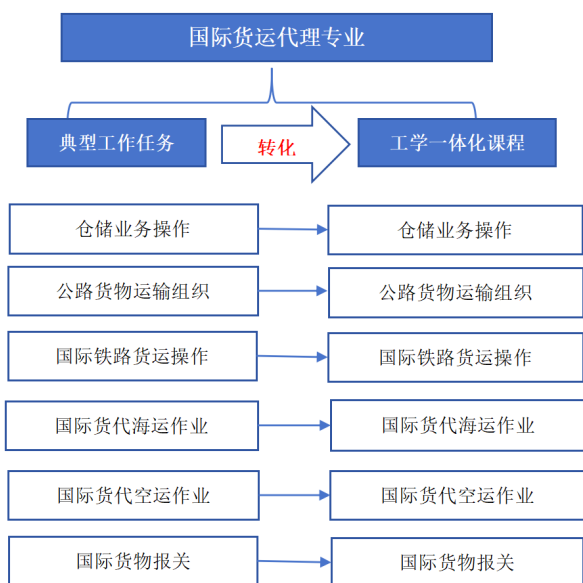 国际货运代理专业
典型工作任务
转化
工学一体化课程
仓储业务操作
仓储业务操作
公路货物运输组织
公路货物运输组织
国际铁路货运操作
国际铁路货运操作
国际货代海运作业
国际货代海运作业
国际货代空运作业
国际货代空运作业
国际货物报关
国际货物报关